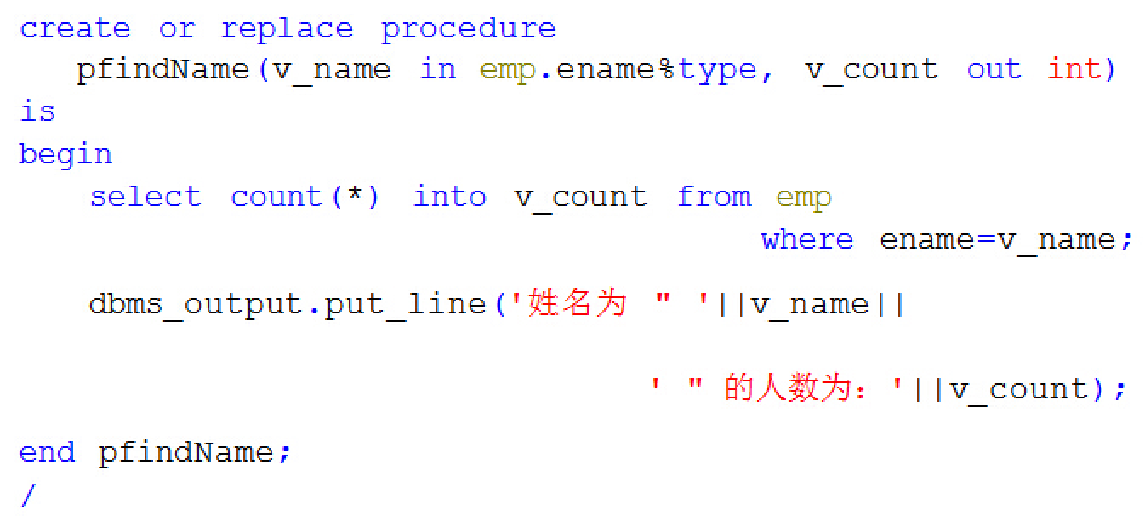 create or replace procedure
pfindName(v_name in emp.ename%type, v_count out int)
is
begin
select count(*) into v_count from emp
where ename=v_name;
dbms_output.put_line('姓名为 " '||v_name||
' " 的人数为：'||v_count);
end pfindName;
/